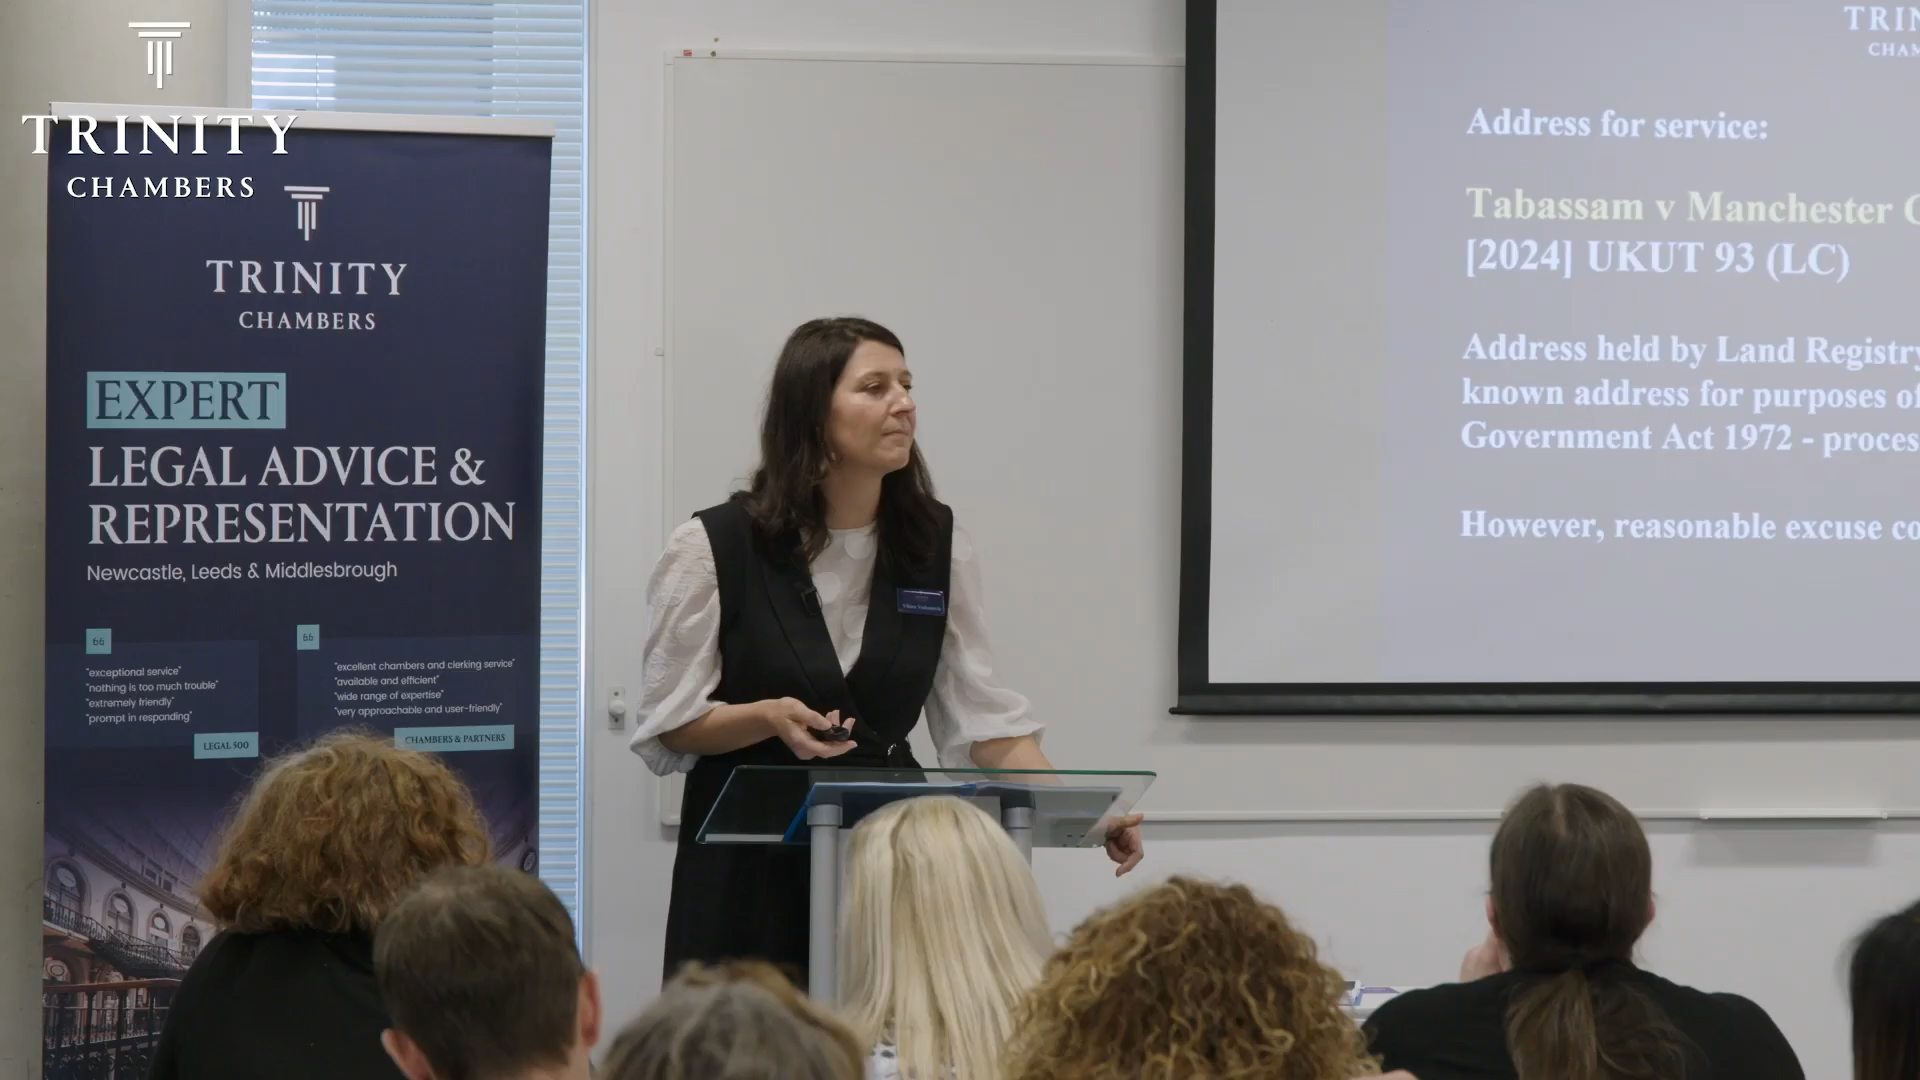 TRINITY
CHAMBERS
TRINITY
CHAMBERS
EXPERT
LEGAL ADVICE &
REPRESENTATION
Newcastle, Leeds & Middlesbrough
"exceptional service"
"nothing is too much trouble"
"extremely friendly"
"prompt in responding"
LEGAL 500
"excellent chambers and clerking service"
"available and efficient"
"wide range of expertise"
"very approachable and user-friendly"
CHAMBERS & PARTNERS
Address for service:
Tabassam v Manchester
[2024] UKUT 93 (LC)
Address held by Land Registry
known address for purposes of
Government Act 1972 - proces
However, reasonable excuse co